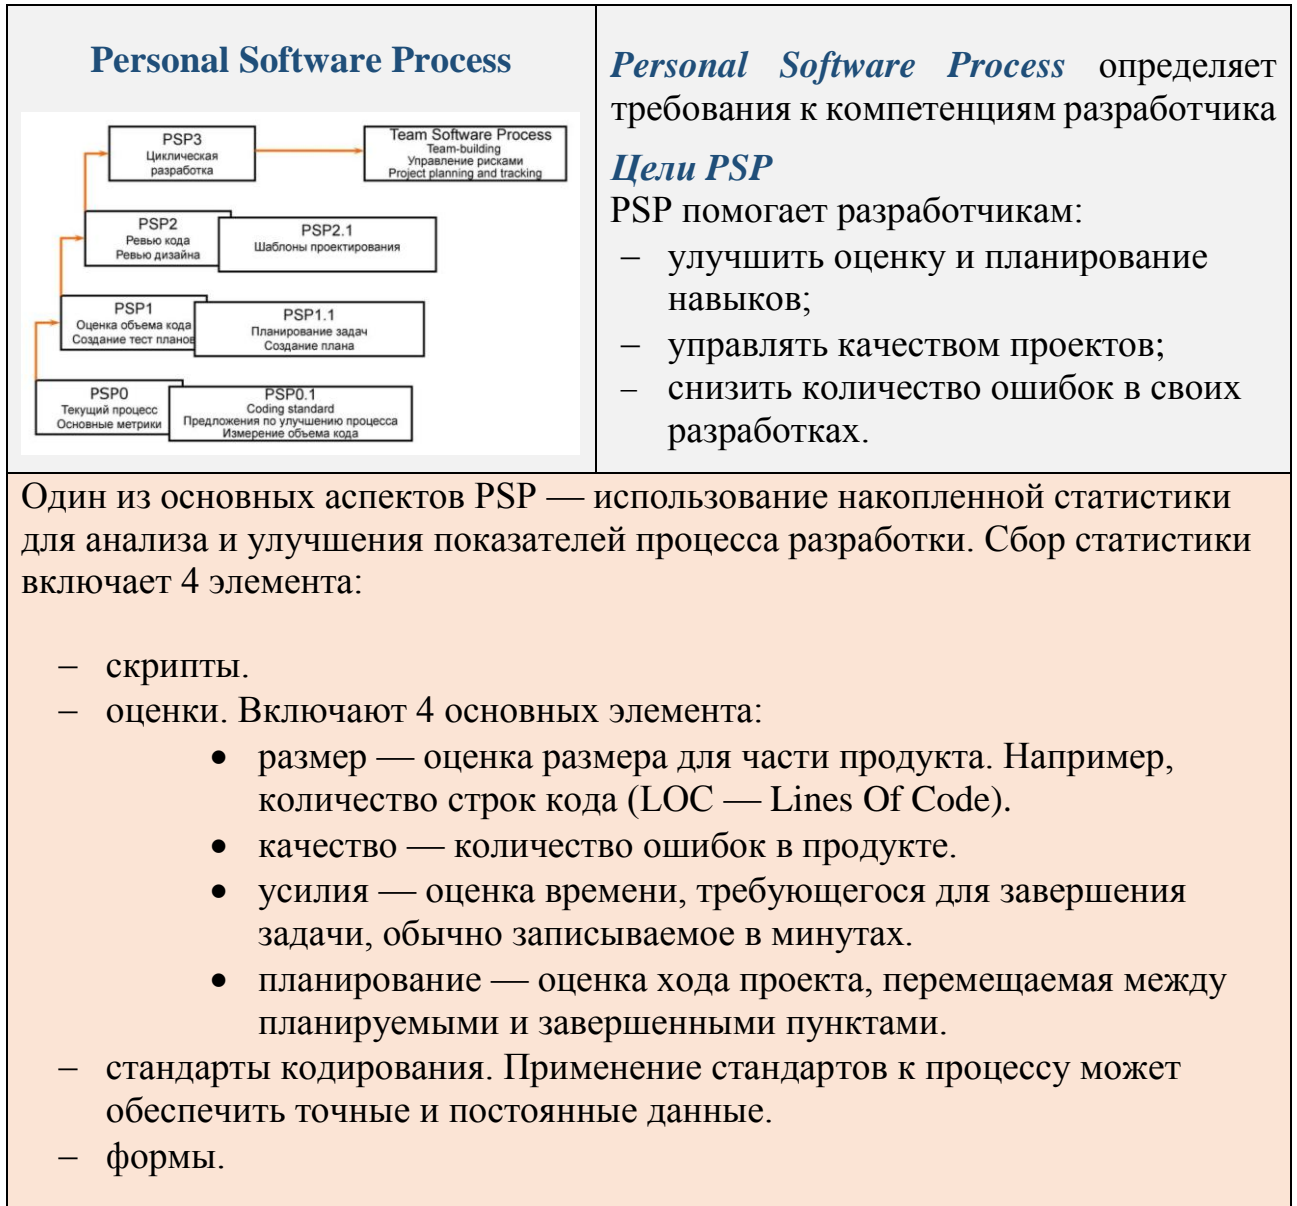 Personal Software Process
PSP3
Циклическая
разработка
Team Software Process
Team-building
Управление рисками
Project planning and tracking
PSP2
Ревью кода
Ревью дизайна
PSP2.1
Шаблоны проектирования
PSP1
Оценка объема кода
Создание тест планов
PSP1.1
Планирование задач
Создание плана
PSP0
Текущий процесс
Основные метрики
PSP0.1
Coding standard
Предложения по улучшению процесса
Измерение объема кода
Personal Software Process определяет
требования к компетенциям разработчика
Цели PSP
PSP помогает разработчикам:
– улучшить оценку и планирование
навыков;
– управлять качеством проектов;
– снизить количество ошибок в своих
разработках.
Один из основных аспектов PSP — использование накопленной статистики
для анализа и улучшения показателей процесса разработки. Сбор статистики
включает 4 элемента:
– скрипты.
– оценки. Включают 4 основных элемента:
• размер — оценка размера для части продукта. Например,
количество строк кода (LOC — Lines Of Code).
• качество — количество ошибок в продукте.
• усилия — оценка времени, требующегося для завершения
задачи, обычно записываемое в минутах.
• планирование — оценка хода проекта, перемещаемая между
планируемыми и завершенными пунктами.
– стандарты кодирования. Применение стандартов к процессу может
обеспечить точные и постоянные данные.
– формы.